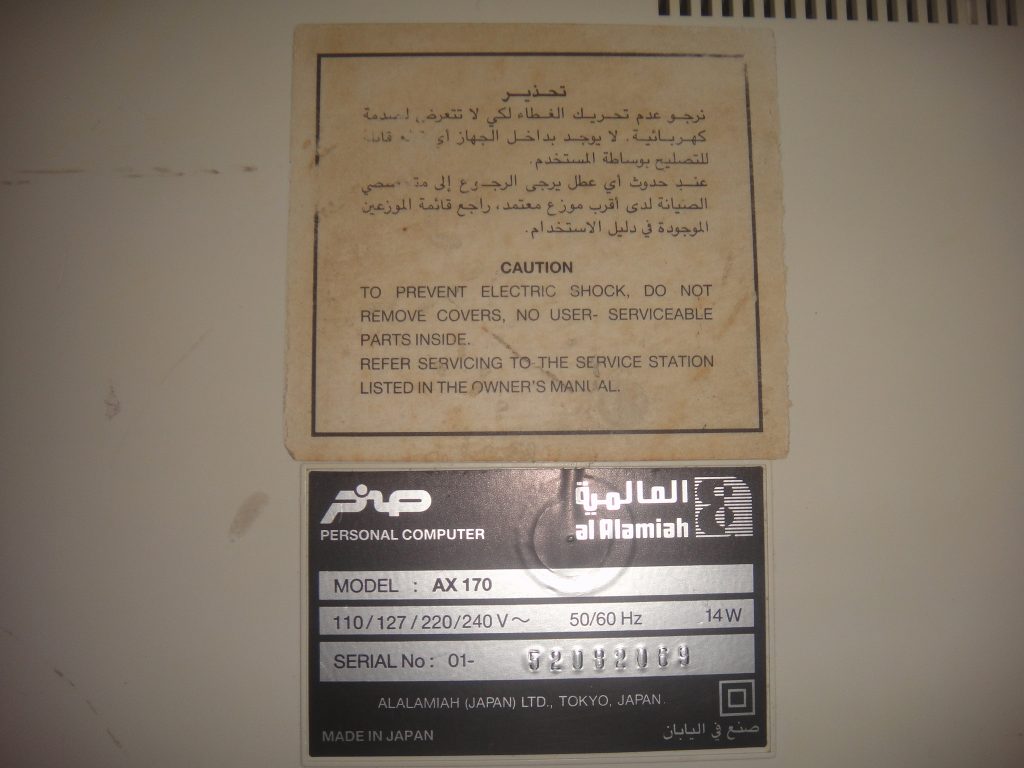 تحذيـر
نرجو عدم تحريك الغطاء لكي لا تتعرض لصدمة
كهربائية. لا يوجد بداخل الجهاز أي قابلة
للتصليح بوساطة المستخدم.
عند حدوث أي عطل يرجى الرجوع إلى
الصيانة لدى أقرب موزع معتمد، راجع قائمة الموزعين
الموجودة في دليل الاستخدام.
CAUTION
TO PREVENT ELECTRIC SHOCK, DO NOT
REMOVE COVERS, NO USER- SERVICEABLE
PARTS INSIDE.
REFER SERVICING TO THE SERVICE STATION
LISTED IN THE OWNER'S MANUAL.
صخر
PERSONAL COMPUTER
العالمية
al Alamiah
MODEL : AX 170
110/127/220/240 V~ 50/60 Hz 14 W
SERIAL No : 01- 52092069
ALALAMIAH (JAPAN) LTD., TOKYO, JAPAN.
MADE IN JAPAN
صنع في اليابان